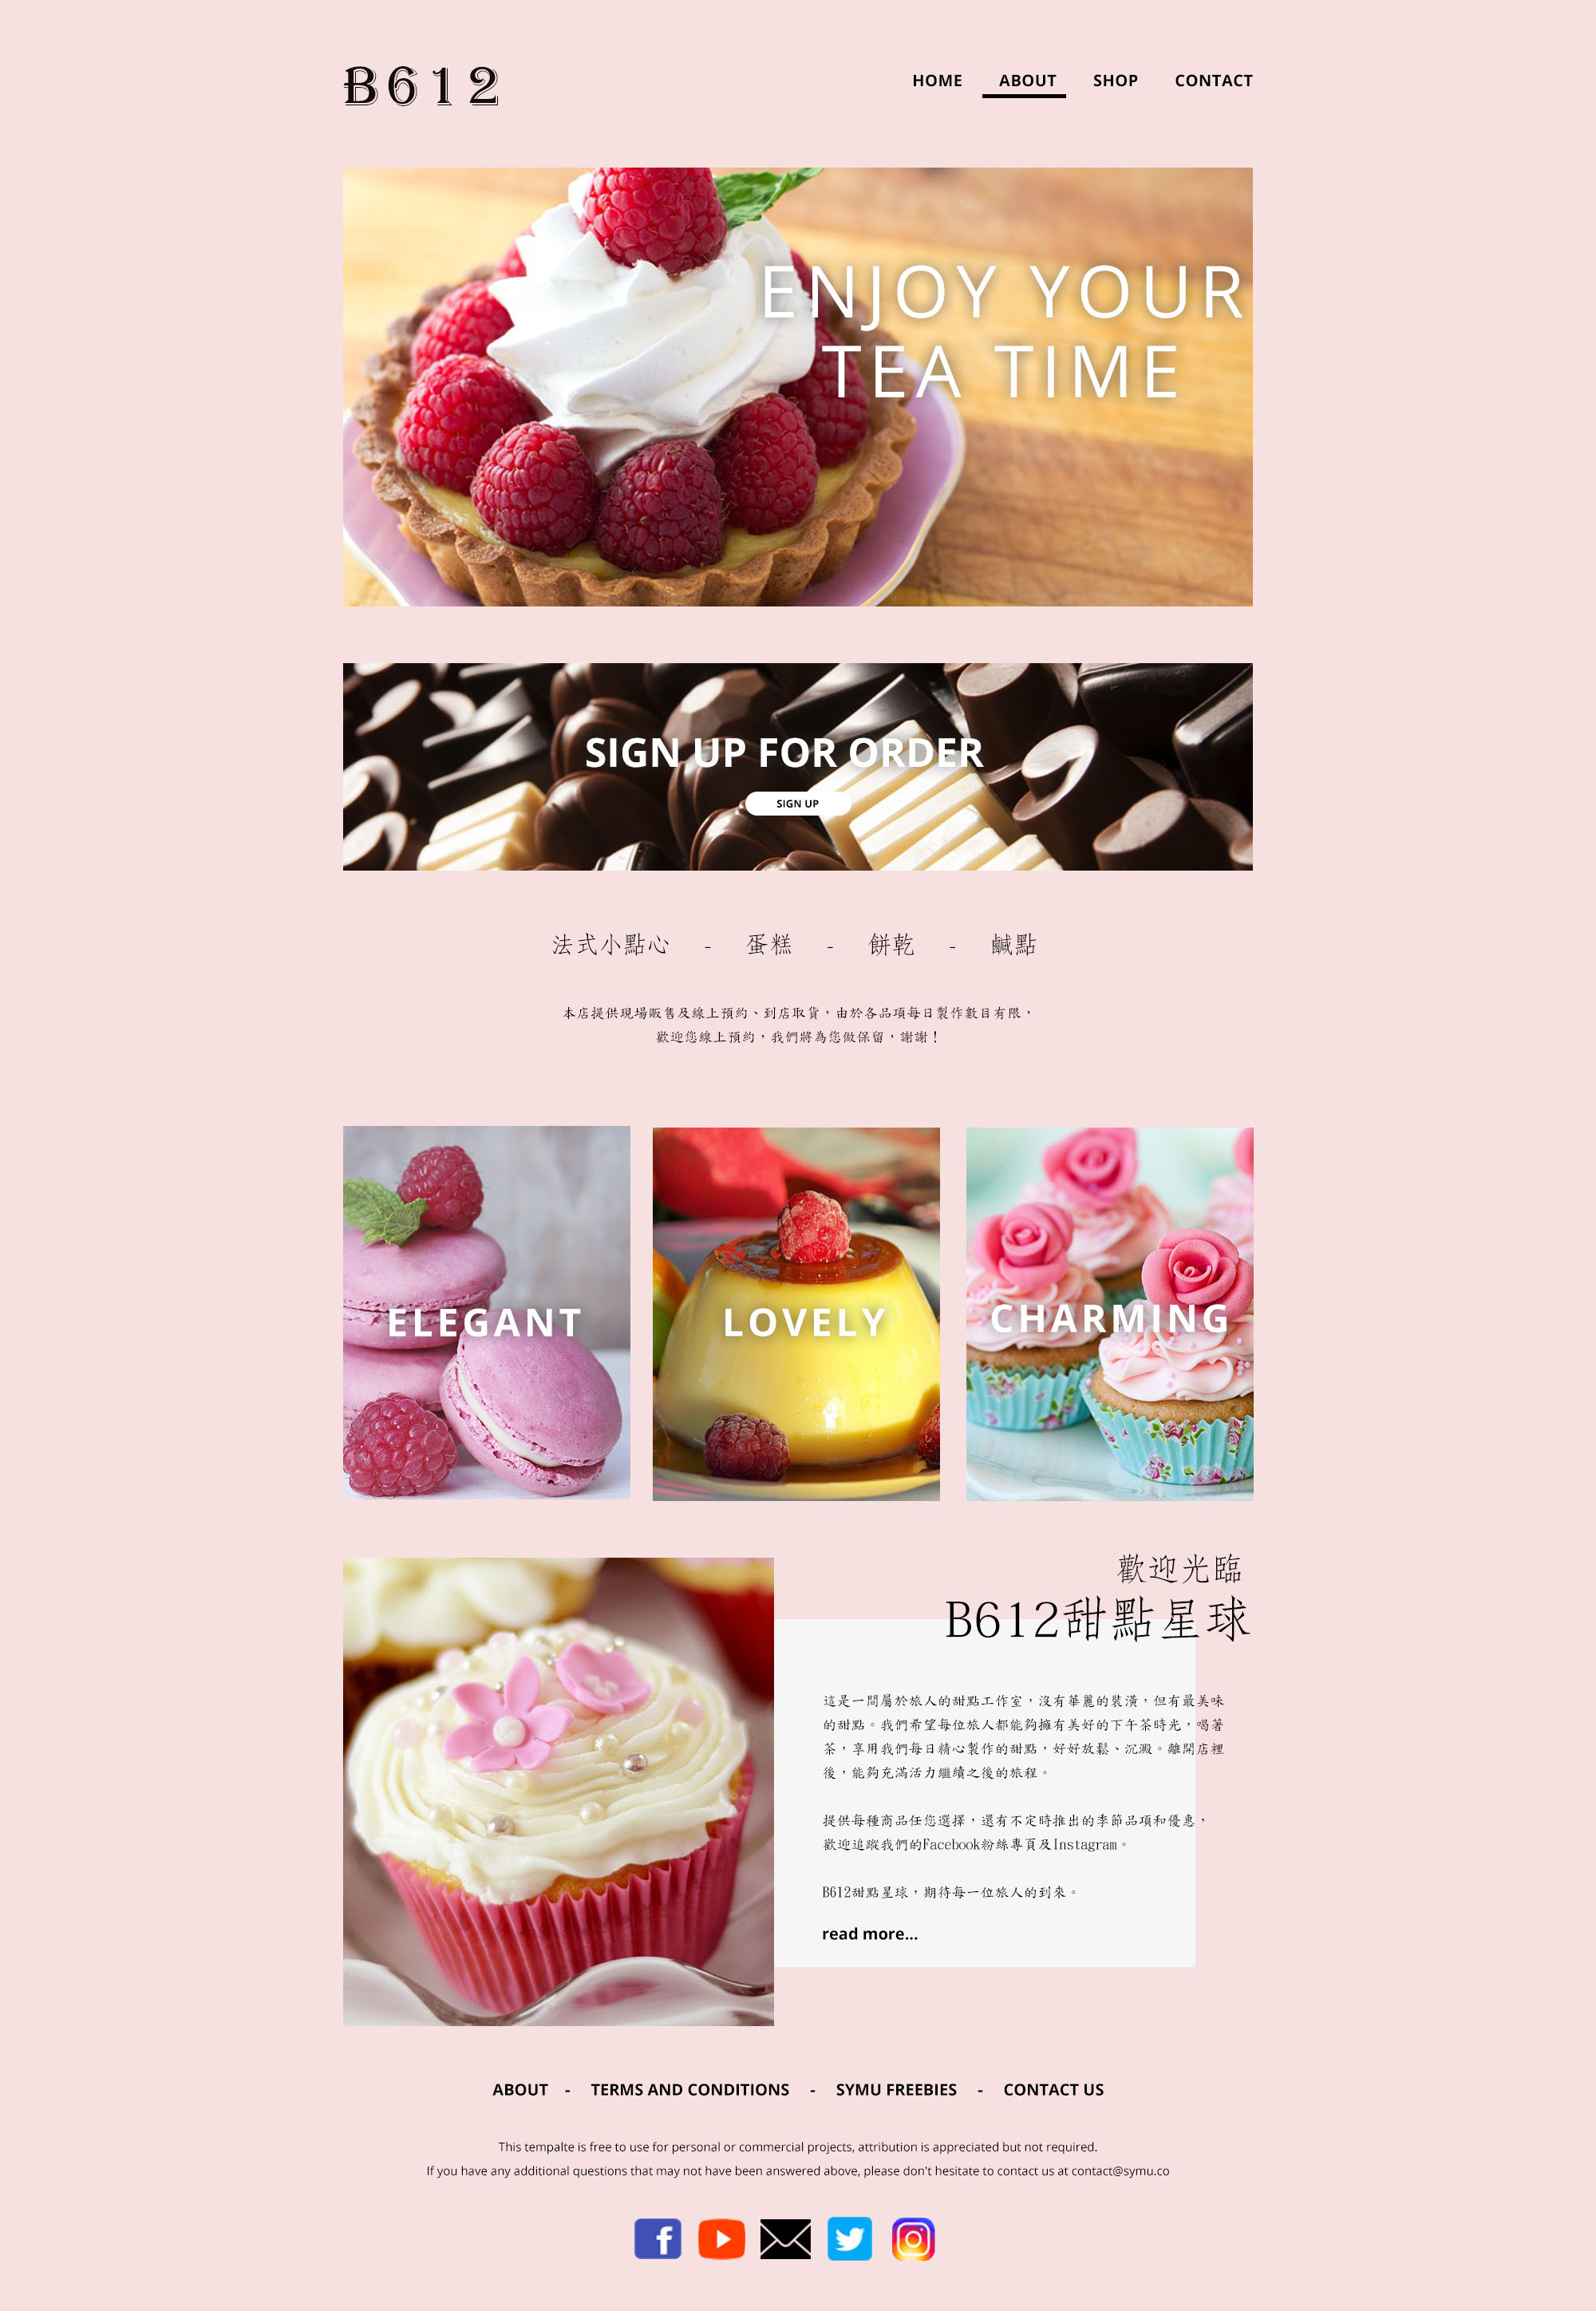 B612
HOME ABOUT SHOP CONTACT
ENJOY YOUR
TEA TIME
SIGN UP FOR ORDER
SIGN UP
法式小點心 - 蛋糕 - 餅乾 - 鹹點
本店提供現場販售及線上預約、到店取貨，由於各品項每日製作數目有限，
歡迎您線上預約，我們將為您做保留，謝謝！
ELEGANT
LOVELY
CHARMING
歡迎光臨
B612甜點星球
這是一間屬於旅人的甜點工作室，沒有華麗的裝潢，但有最美味
的甜點。我們希望每位旅人都能夠擁有美好的下午茶時光，喝著
茶，享用我們每日精心製作的甜點，好好放鬆、沉澱。離開店裡
後，能夠充滿活力繼續之後的旅程。
提供每種商品任您選擇，還有不定時推出的季節品項和優惠，
歡迎追蹤我們的Facebook粉絲專頁及Instagram。
B612甜點星球，期待每一位旅人的到來。
read more...
ABOUT - TERMS AND CONDITIONS - SYMU FREEBIES - CONTACT US
This tempalte is free to use for personal or commercial projects, attribution is appreciated but not required.
If you have any additional questions that may not have been answered above, please don't hesitate to contact us at contact@symu.co